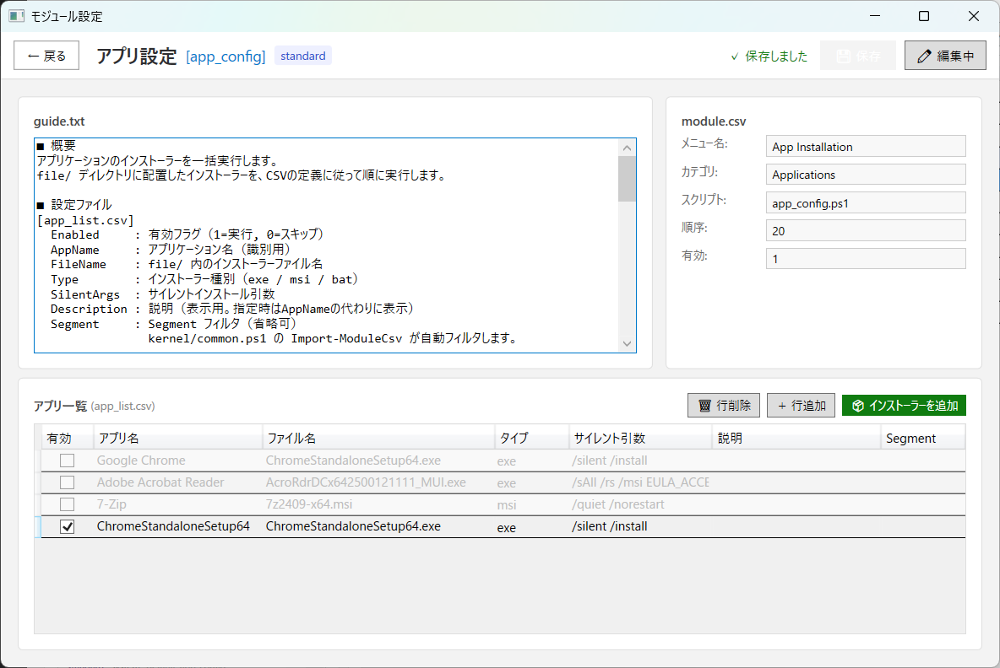 モジュール設定
← 戻る
アプリ設定 [app_config] standard
✓ 保存しました
保存
編集中
guide.txt
■ 概要
アプリケーションのインストーラーを一括実行します。
file/ ディレクトリに配置したインストーラーを、CSVの定義に従って順に実行します。
■ 設定ファイル
[app_list.csv]
Enabled : 有効フラグ（1=実行, 0=スキップ）
AppName : アプリケーション名（識別用）
FileName : file/ 内のインストーラーファイル名
Type : インストーラー種別（exe / msi / bat）
SilentArgs : サイレントインストール引数
Description : 説明（表示用。指定時はAppNameの代わりに表示）
Segment : Segment フィルタ（省略可）
kernel/common.ps1 の Import-ModuleCsv が自動フィルタします。
module.csv
メニュー名: App Installation
カテゴリ: Applications
スクリプト: app_config.ps1
順序: 20
有効: 1
アプリ一覧 (app_list.csv)
行削除
+ 行追加
インストーラーを追加
有効 アプリ名 ファイル名 タイプ サイレント引数 説明 Segment
Google Chrome ChromeStandaloneSetup64.exe exe /silent /install
Adobe Acrobat Reader AcroRdrDCx642500121111_MUI.exe exe /sAll /rs /msi EULA_ACCE
7-Zip 7z2409-x64.msi msi /quiet /norestart
ChromeStandaloneSetup64 ChromeStandaloneSetup64.exe exe /silent /install